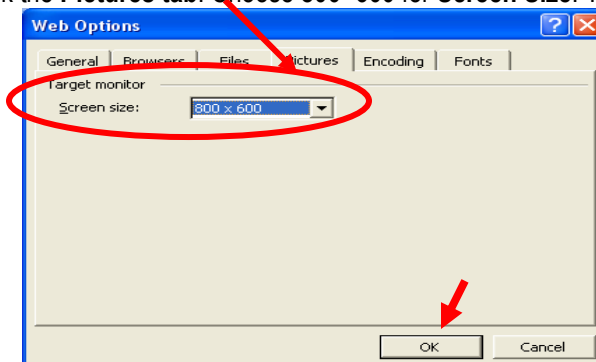 k the Pictures tab. Choose 800*600 for Screen Size.
Web Options
General Browsers Files Pictures Encoding Fonts
Target monitor
Screen size: 800 x 600
OK Cancel